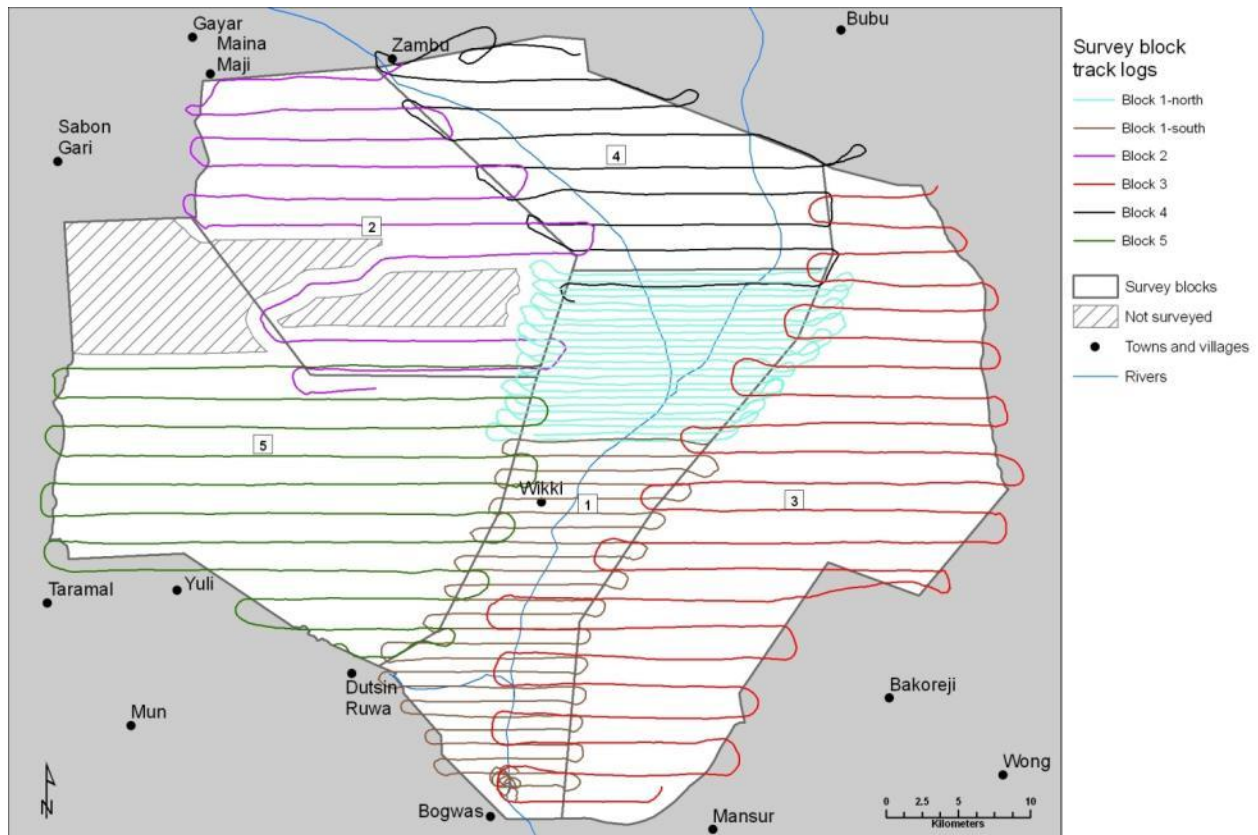 Gayar
Maina
Maji
Zambu
Bubu
Sabon
Gari
4
2
5
Wikki
1
3
Taramal
Yuli
Dutsin
Ruwa
Mun
Bakoreji
Wong
Bogwas
Mansur
N
0 2.5 5 10
Kilometers
Survey block
track logs
Block 1-north
Block 1-south
Block 2
Block 3
Block 4
Block 5
Survey blocks
Not surveyed
Towns and villages
Rivers